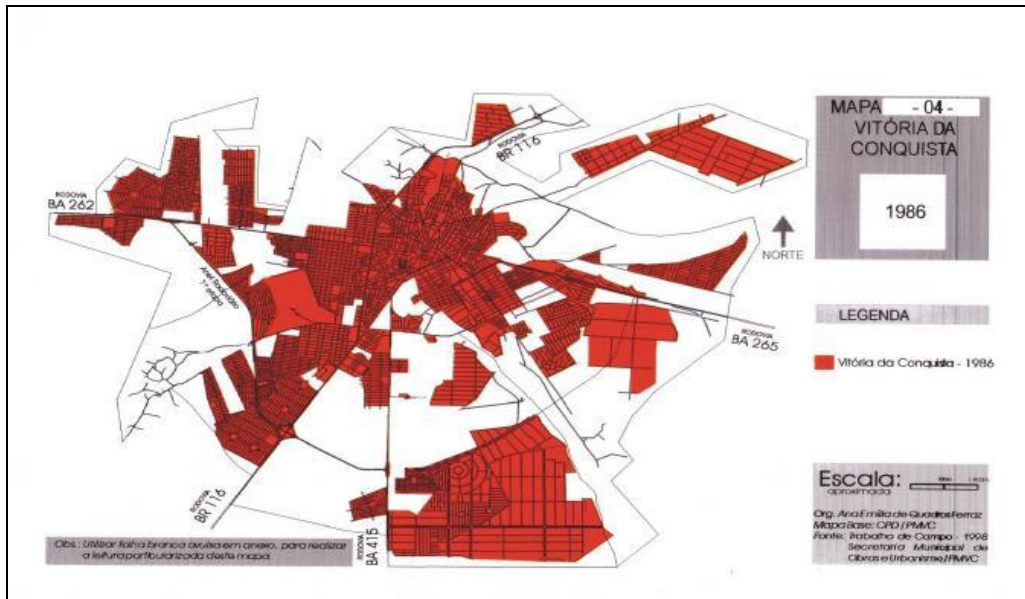 MAPA - 04 -
VITÓRIA DA
CONQUISTA
1986
NORTE
LEGENDA
Vitória da Conquista - 1986
Escala:
aproximada
Org. Ana Emília de Quadros Ferraz
Mapa Base: CPD / PMVC
Fonte: Trabalho de Campo - 1998
Secretaria Municipal de
Obras e Urbanismo/PMVC
RODOVIA
BR 116
RODOVIA
BA 262
Anel Rodoviário
1ª etapa
RODOVIA
BA 265
RODOVIA
BR 116
RODOVIA
BA 415
Obs.: Utilizar folha branca avulsa em anexo, para realizar
a leitura particularizada deste mapa.